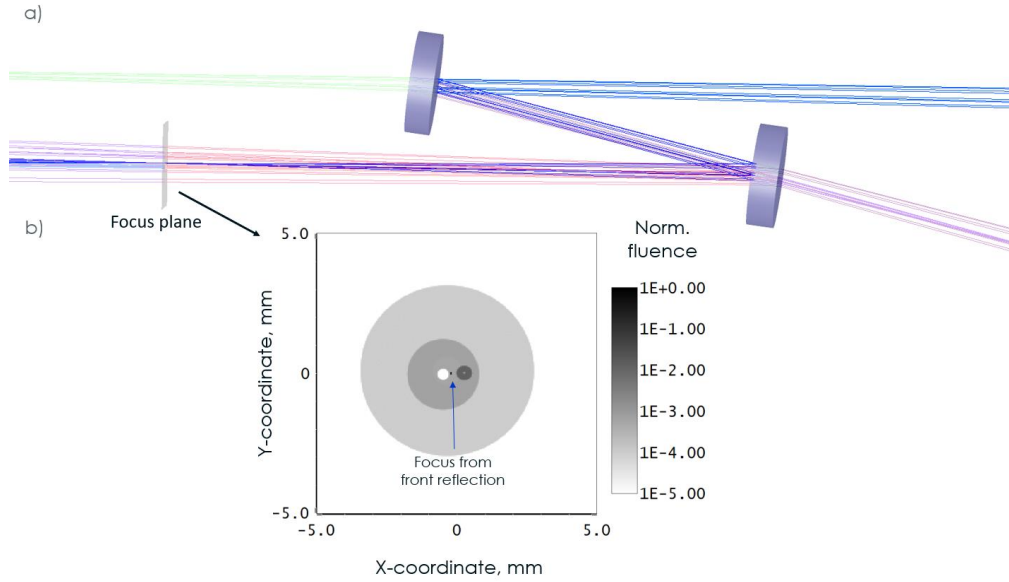 a)
Focus plane
b)
Norm.
fluence
5.0
1E+0.00
1E-1.00
1E-2.00
Y-coordinate, mm
0
1E-3.00
1E-4.00
Focus from
front reflection
1E-5.00
-5.0
-5.0
0
5.0
X-coordinate, mm